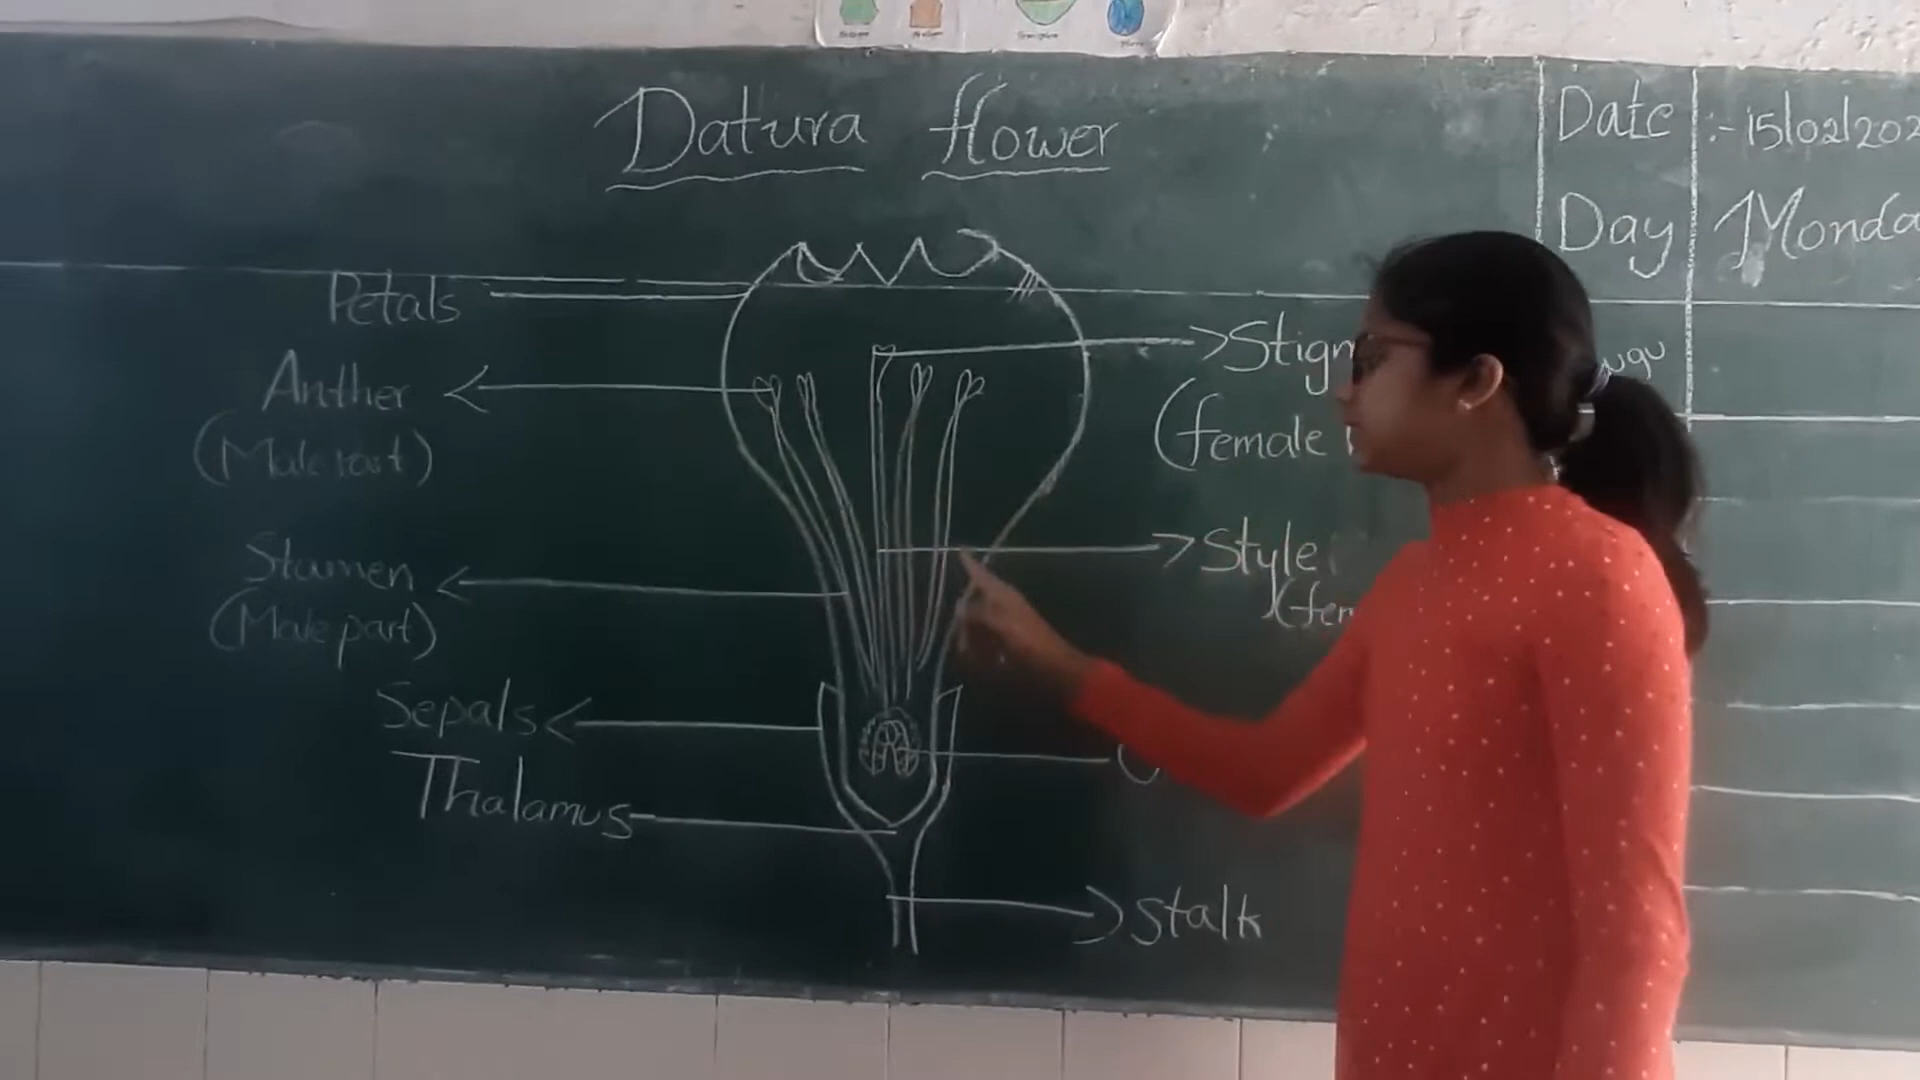 Datura flower
Date :- 15/02/202
Day Monda
Petals
Anther
(Male part)
Stamen
(Male part)
Sepals
Thalamus
Stign
(female
Style
(fem
Stalk